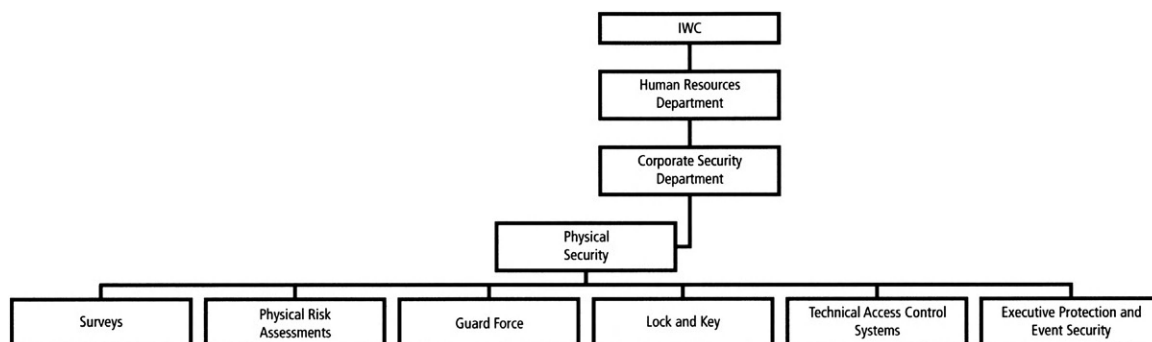 IWC
Human Resources
Department
Corporate Security
Department
Physical
Security
Surveys
Physical Risk
Assessments
Guard Force
Lock and Key
Technical Access Control
Systems
Executive Protection and
Event Security